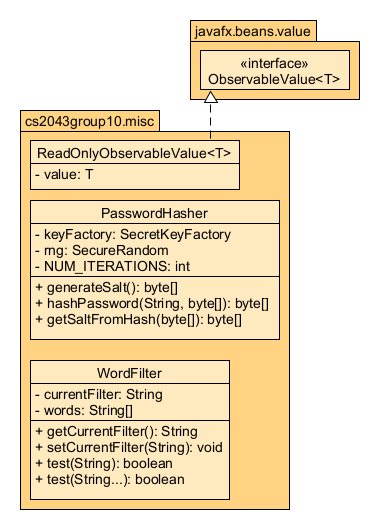 javafx.beans.value
«interface»
ObservableValue<T>
cs2043group10.misc
ReadOnlyObservableValue<T>
- value: T
PasswordHasher
- keyFactory: SecretKeyFactory
- rng: SecureRandom
- NUM_ITERATIONS: int
+ generateSalt(): byte[]
+ hashPassword(String, byte[]): byte[]
+ getSaltFromHash(byte[]): byte[]
WordFilter
- currentFilter: String
- words: String[]
+ getCurrentFilter(): String
+ setCurrentFilter(String): void
+ test(String): boolean
+ test(String...): boolean